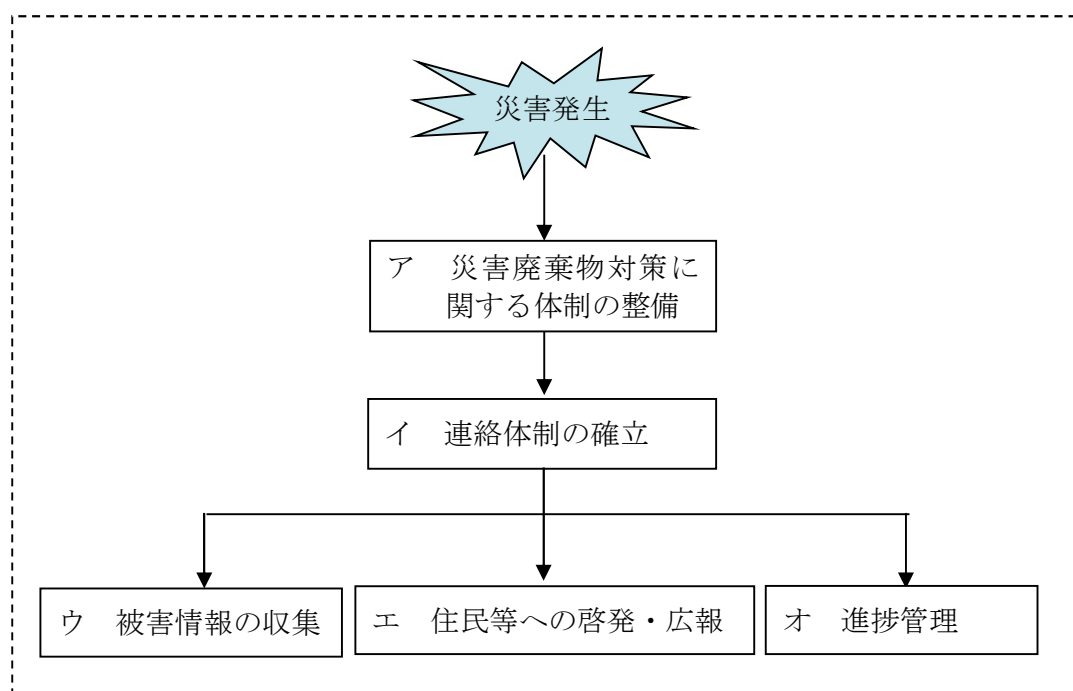 災害発生
ア　災害廃棄物対策に
関する体制の整備
イ　連絡体制の確立
ウ　被害情報の収集
エ　住民等への啓発・広報
オ　進捗管理